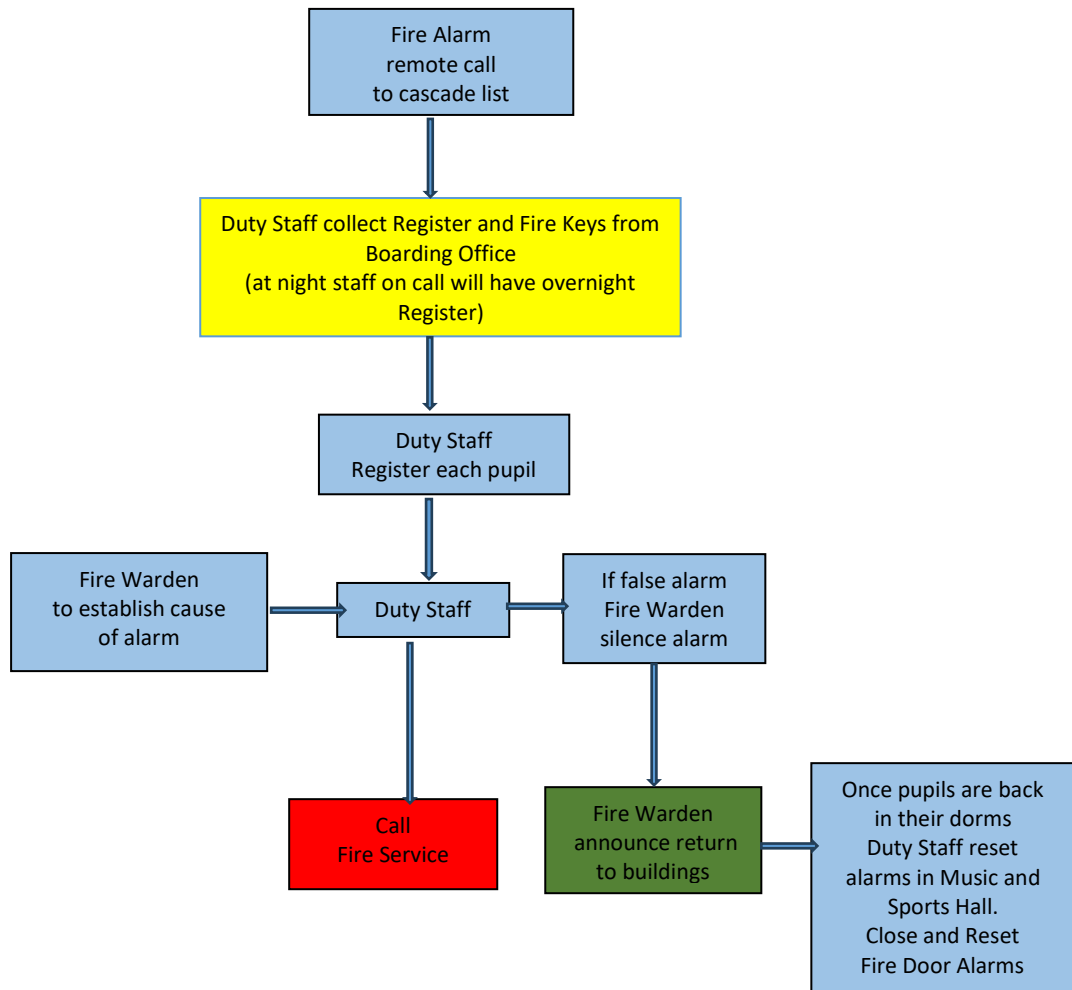 Fire Alarm
remote call
to cascade list
Duty Staff collect Register and Fire Keys from
Boarding Office
(at night staff on call will have overnight
Register)
Duty Staff
Register each pupil
Fire Warden
to establish cause
of alarm
Duty Staff
If false alarm
Fire Warden
silence alarm
Call
Fire Service
Fire Warden
announce return
to buildings
Once pupils are back
in their dorms
Duty Staff reset
alarms in Music and
Sports Hall.
Close and Reset
Fire Door Alarms